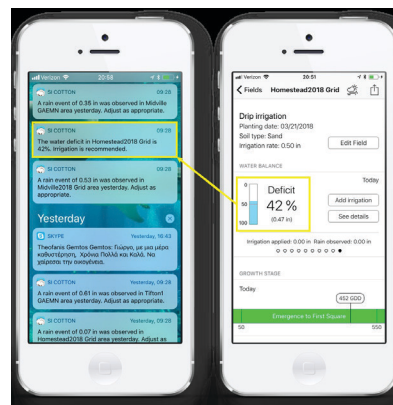 Verizon 20:58
SI COTTON 09:28
A rain event of 0.35 in was observed in Midville
GAEMN area yesterday. Adjust as appropriate.
SI COTTON 09:28
The water deficit in Homestead2018 Grid is
42%. Irrigation is recommended.
SI COTTON 09:28
A rain event of 0.53 in was observed in
Midville2018 Grid area yesterday. Adjust as
appropriate.
Yesterday
SKYPE Yesterday, 16:43
Theofanis Gemtos Gemtos: Γιώργο, με μια μέρα
καθυστέρηση, Χρόνια Πολλά και Καλά. Να
χαίρεσαι την οικογένεια.
SI COTTON Yesterday, 09:28
A rain event of 0.61 in was observed in Tifton1
GAEMN area yesterday. Adjust as appropriate.
SI COTTON Yesterday, 09:28
A rain event of 0.07 in was observed in
Homestead2018 Grid area yesterday. Adjust as
Verizon 20:51
Fields Homestead2018 Grid
Drip irrigation
Planting date: 03/21/2018
Soil type: Sand
Irrigation rate: 0.50 in
Edit Field
WATER BALANCE
Today
0
50
100
Deficit
42 %
(0.47 in)
Add irrigation
See details
Irrigation applied: 0.00 in Rain observed: 0.00 in
GROWTH STAGE
Today
452 GDD
Emergence to First Square
50 550